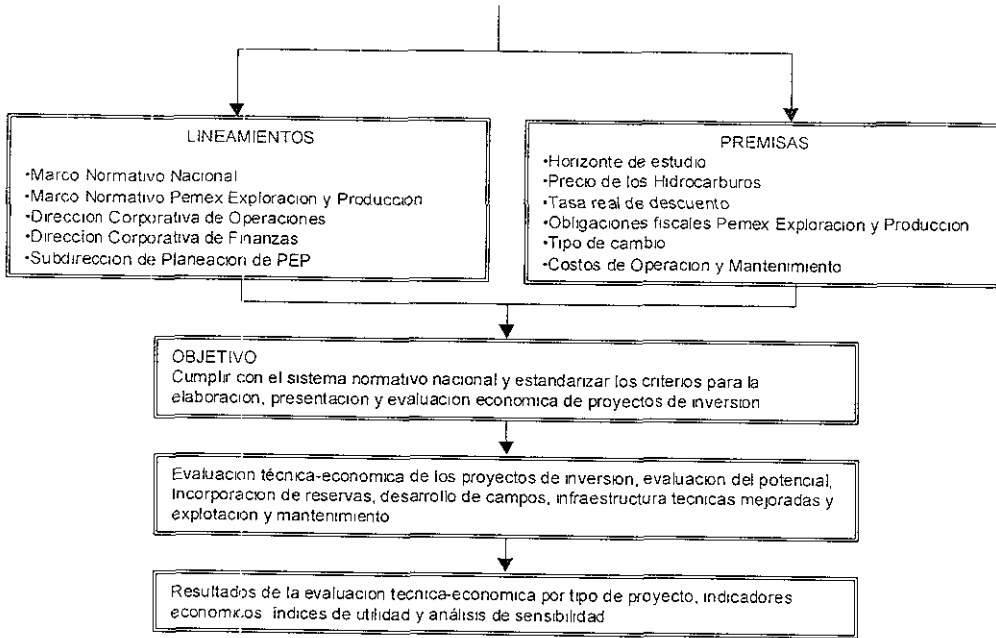 LINEAMIENTOS
•Marco Normativo Nacional
•Marco Normativo Pemex Exploracion y Producción
•Direccion Corporativa de Operaciones
•Dirección Corporativa de Finanzas
•Subdireccion de Planeacion de PEP
PREMISAS
•Horizonte de estudio
•Precio de los Hidrocarburos
•Tasa real de descuento
•Obligaciones fiscales Pemex Exploracion y Produccion
•Tipo de cambio
•Costos de Operacion y Mantenimiento
OBJETIVO
Cumplir con el sistema normativo nacional y estandarizar los criterios para la
elaboracion, presentacion y evaluacion economica de proyectos de inversion
Evaluacion técnica-economica de los proyectos de inversion, evaluacion del potencial,
Incorporacion de reservas, desarrollo de campos, infraestructura tecnicas mejoradas y
explotacion y mantenimiento
Resultados de la evaluacion tecnica-economica por tipo de proyecto, indicadores
economicos índices de utilidad y análisis de sensibilidad